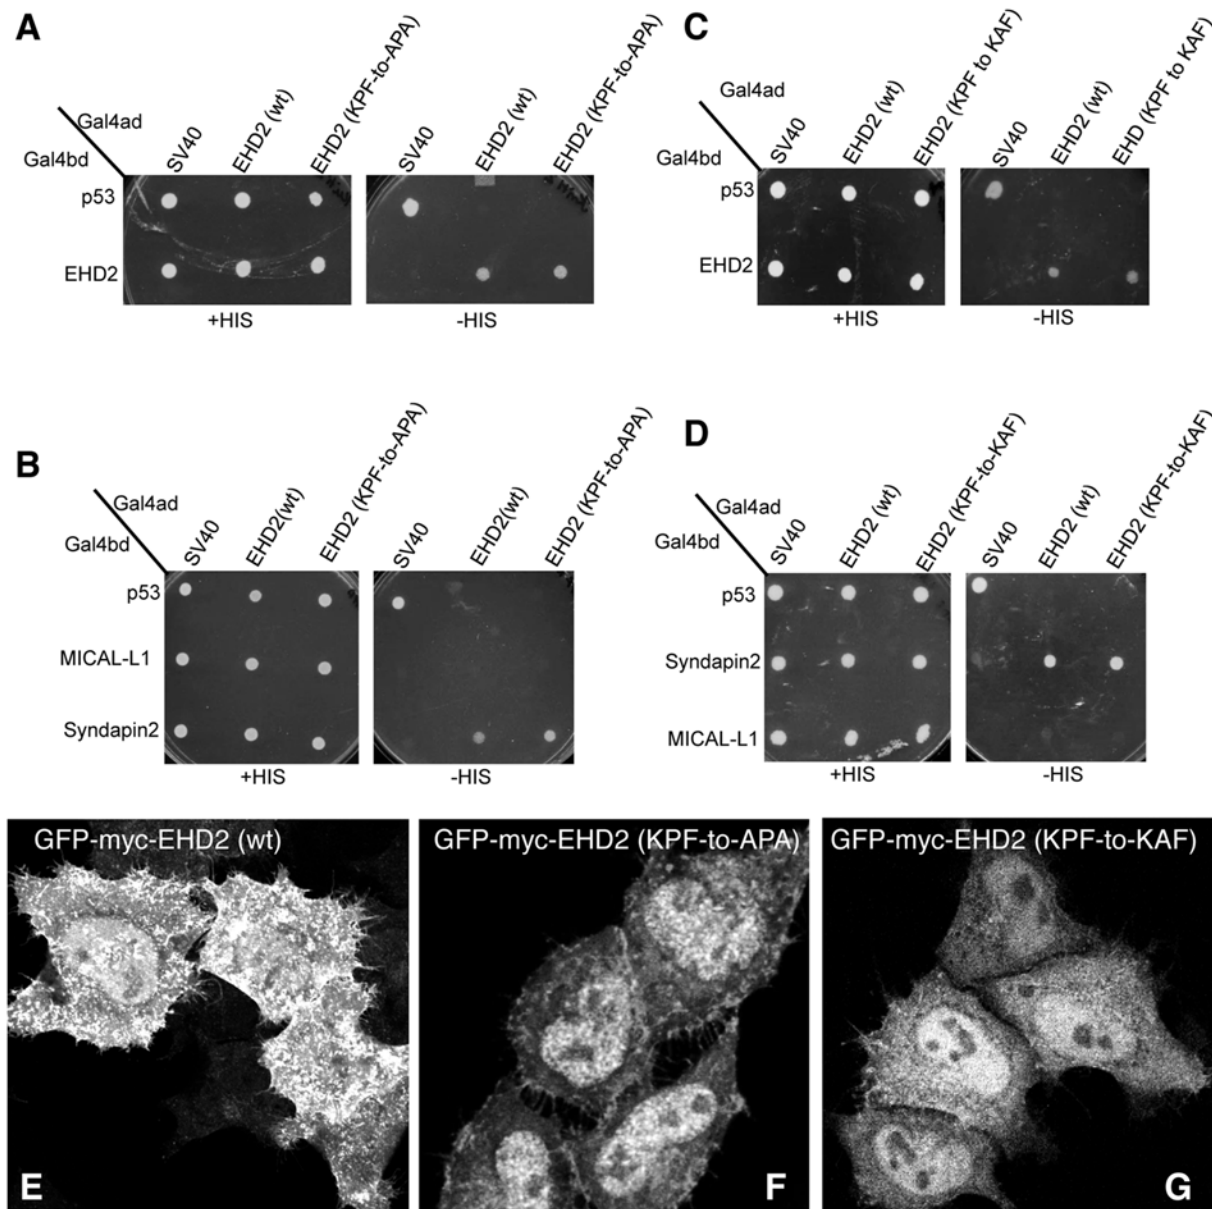 A
Gal4ad
Gal4bd
SV40
EHD2 (wt)
EHD2 (KPF-to-APA)
SV40
EHD2 (wt)
EHD2 (KPF-to-APA)
p53
EHD2
+HIS
-HIS
C
Gal4ad
Gal4bd
SV40
EHD2 (wt)
EHD2 (KPF to KAF)
SV40
EHD2 (wt)
EHD (KPF to KAF)
p53
EHD2
+HIS
-HIS
B
Gal4ad
Gal4bd
SV40
EHD2(wt)
EHD2 (KPF-to-APA)
SV40
EHD2(wt)
EHD2 (KPF-to-APA)
p53
MICAL-L1
Syndapin2
+HIS
-HIS
D
Gal4ad
Gal4bd
SV40
EHD2 (wt)
EHD2 (KPF-to-KAF)
SV40
EHD2 (wt)
EHD2 (KPF-to-KAF)
p53
Syndapin2
MICAL-L1
+HIS
-HIS
GFP-myc-EHD2 (wt)
E
GFP-myc-EHD2 (KPF-to-APA)
F
GFP-myc-EHD2 (KPF-to-KAF)
G